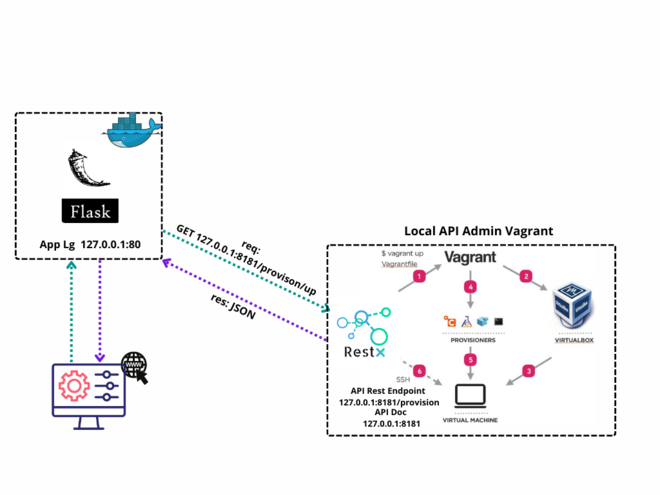 Flask
App Lg 127.0.0.1:80
req:
GET 127.0.0.1:8181/provison/up
res: JSON
Local API Admin Vagrant
$ vagrant up
Vagrantfile
Vagrant
1
2
4
PROVISIONERS
VIRTUALBOX
RestX
5
3
6
SSH
API Rest Endpoint
127.0.0.1:8181/provision
API Doc
127.0.0.1:8181
VIRTUAL MACHINE